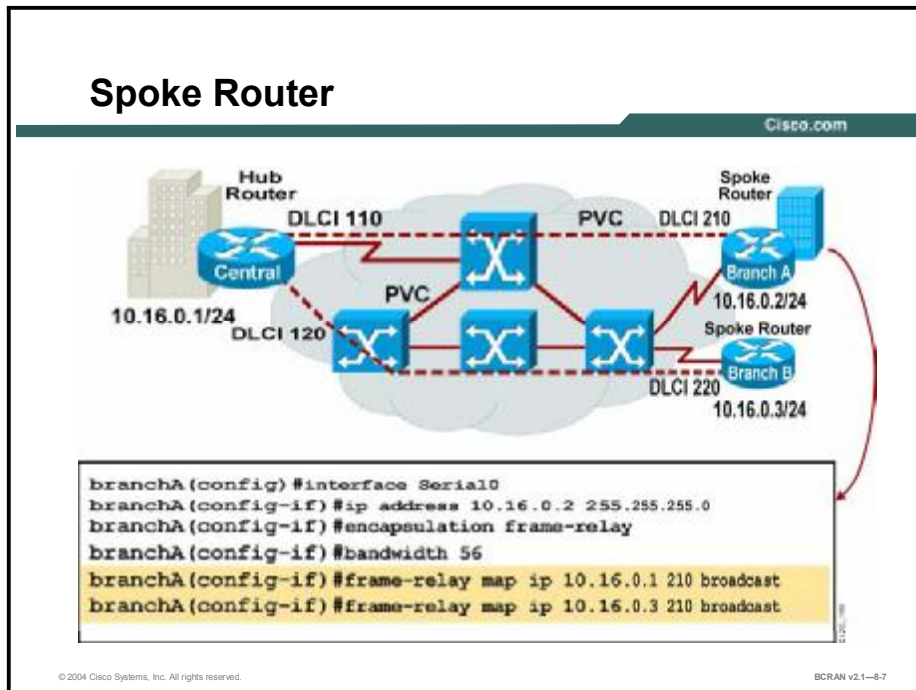 Spoke Router
Cisco.com
Hub
Router
DLCI 110
PVC
DLCI 210
Spoke
Router
Central
Branch A
10.16.0.1/24
PVC
10.16.0.2/24
DLCI 120
Spoke Router
Branch B
DLCI 220
10.16.0.3/24
branchA(config)#interface Serial0
branchA(config-if)#ip address 10.16.0.2 255.255.255.0
branchA(config-if)#encapsulation frame-relay
branchA(config-if)#bandwidth 56
branchA(config-if)#frame-relay map ip 10.16.0.1 210 broadcast
branchA(config-if)#frame-relay map ip 10.16.0.3 210 broadcast
© 2004 Cisco Systems, Inc. All rights reserved.
BCRAN v2.1—8-7